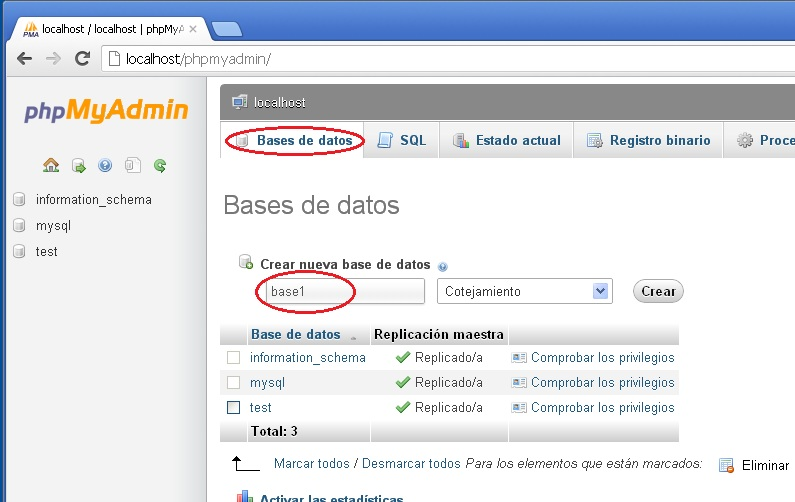 localhost / localhost | phpMyA
localhost/phpmyadmin/
phpMyAdmin
localhost
Bases de datos SQL Estado actual Registro binario Proce
information_schema
mysql
test
Bases de datos
Crear nueva base de datos
base1 Cotejamiento Crear
Base de datos Replicación maestra
information_schema Replicado/a Comprobar los privilegios
mysql Replicado/a Comprobar los privilegios
test Replicado/a Comprobar los privilegios
Total: 3
Marcar todos / Desmarcar todos Para los elementos que están marcados: Eliminar
Activar las estadísticas